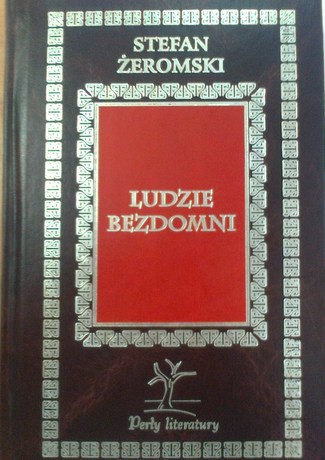 STEFAN
ŻEROMSKI
LUDZIE
BEZDOMNI
Perły literatury